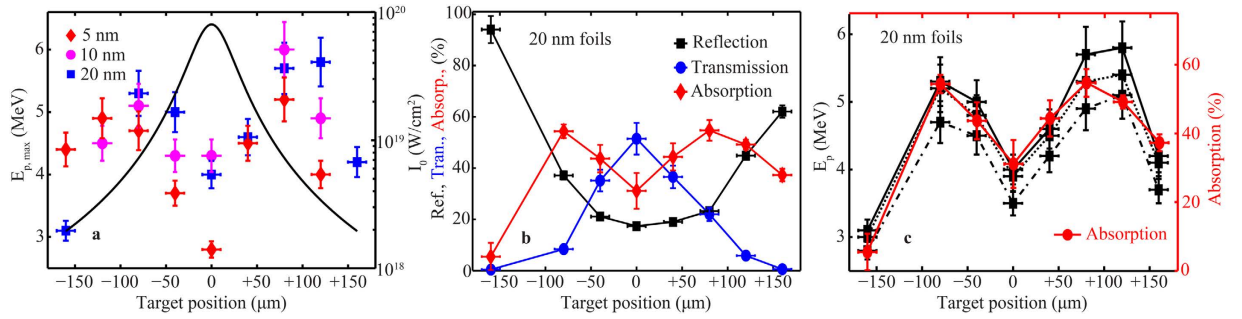 5 nm
10 nm
20 nm
a
E p, max (MeV)
6
5
4
3
10^20
10^19
10^18
I_0 (W/cm²)
−150 −100 −50 0 +50 +100 +150
Target position (μm)
20 nm foils
Reflection
Transmission
Absorption
b
Ref., Tran., Absorp., (%)
100
80
60
40
20
0
−150 −100 −50 0 +50 +100 +150
Target position (μm)
20 nm foils
Absorption
c
E_p (MeV)
6
5
4
3
60
40
20
0
Absorption (%)
−150 −100 −50 0 +50 +100 +150
Target position (μm)